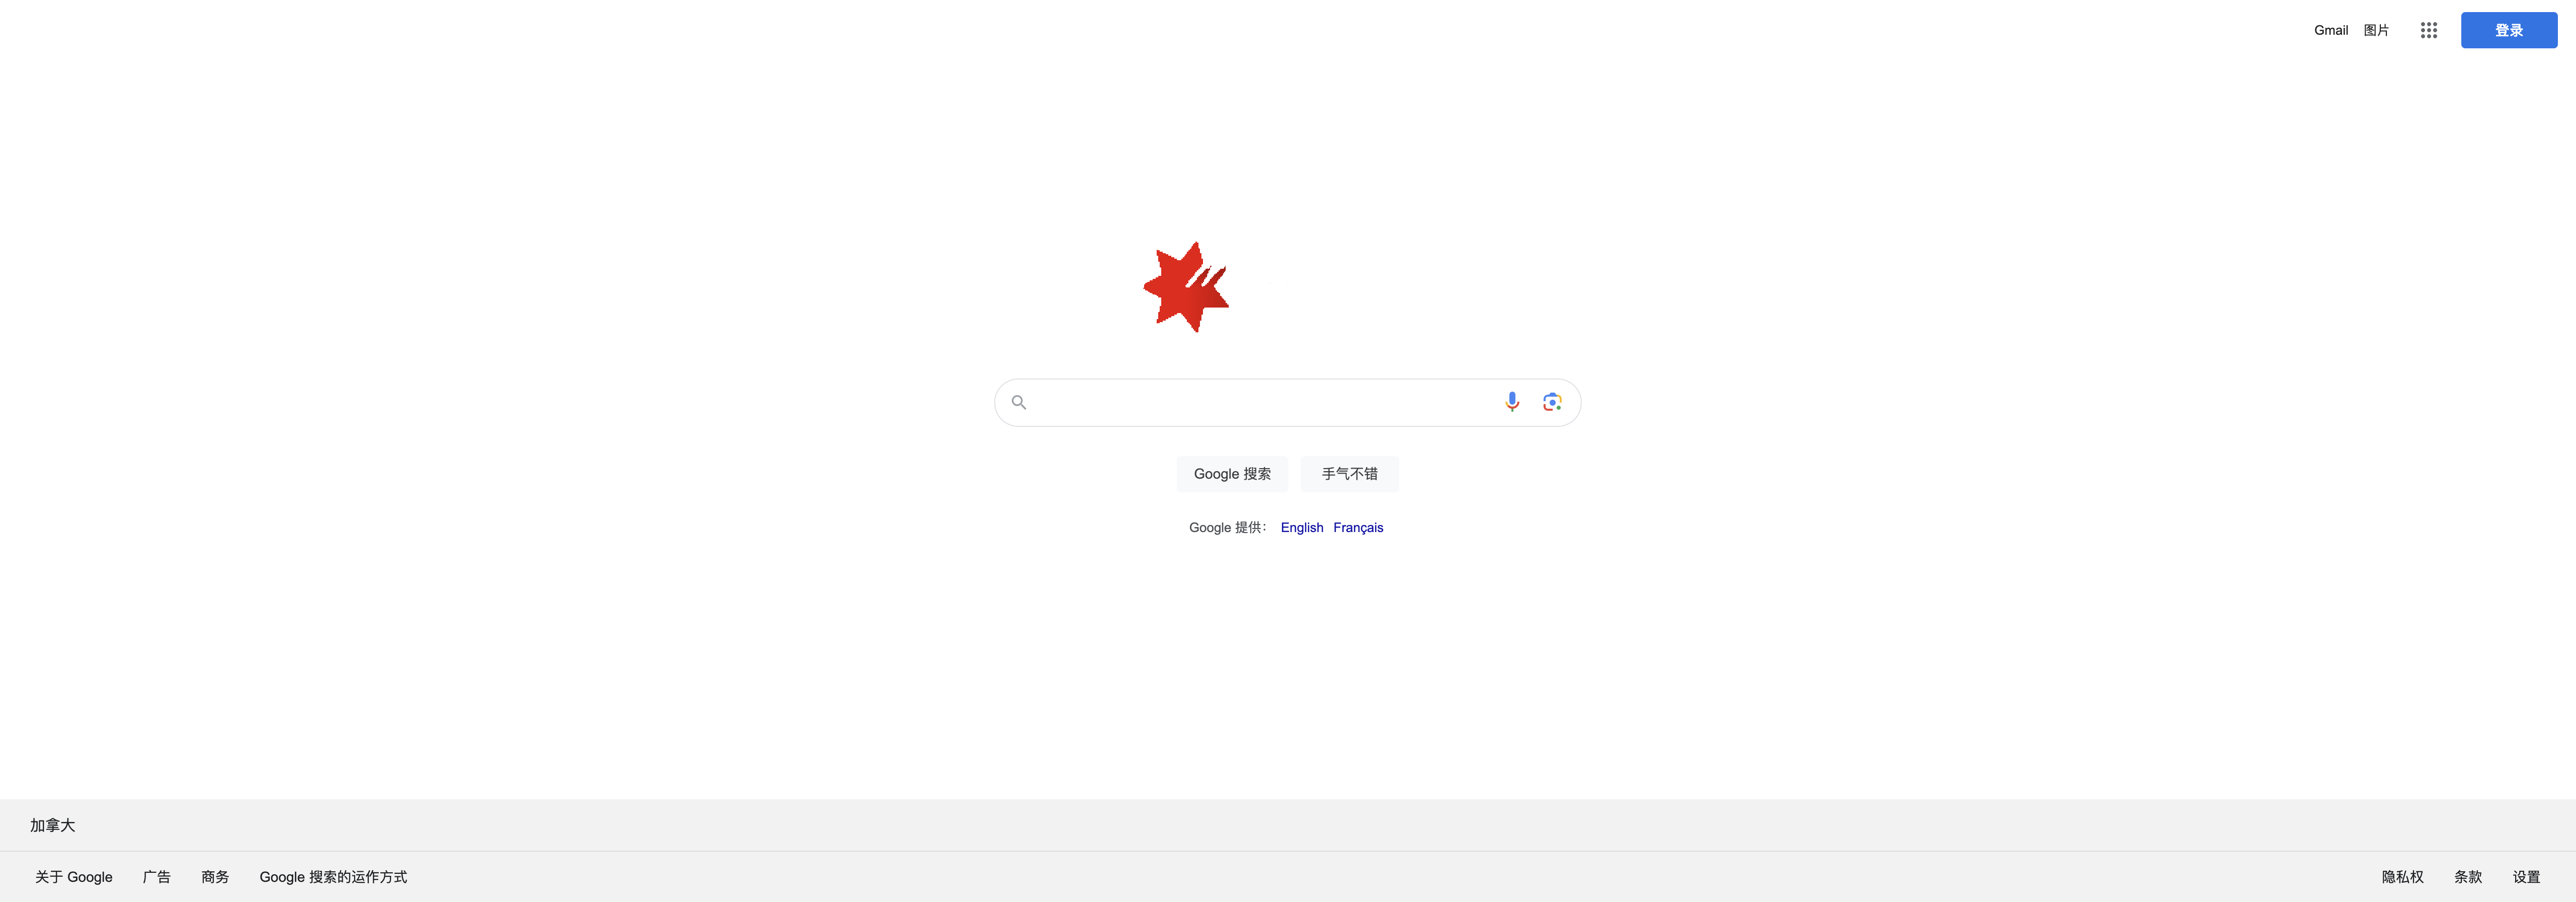 Gmail 图片 登录
Google 搜索 手气不错
Google 提供： English Français
加拿大
关于 Google 广告 商务 Google 搜索的运作方式 隐私权 条款 设置